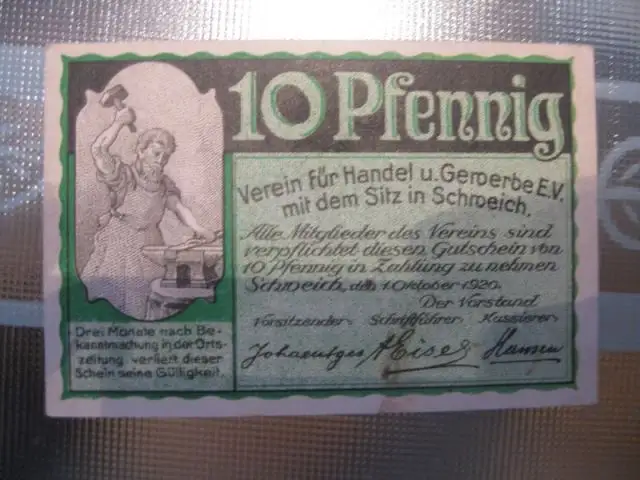 10 Pfennig
Verein für Handel u. Gewerbe E.V.
mit dem Sitz in Schweich.
Alle Mitglieder des Vereins sind
verpflichtet diesen Gutschein von
10 Pfennig in Zahlung zu nehmen
Schweich, den 1.Oktober 1920.
Der Vorstand
Vorsitzender. Schriftführer. Kassierer.
Drei Monate nach Be-
kanntmachung in der Orts-
zeitung verliert dieser
Schein seine Gültigkeit.